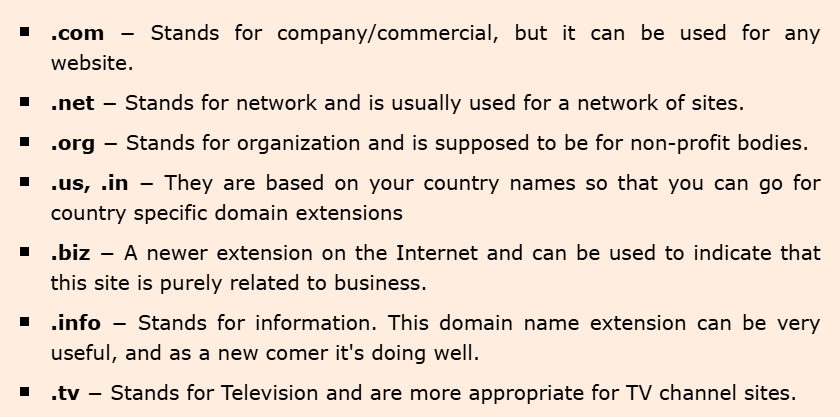 ▪ .com – Stands for company/commercial, but it can be used for any
website.
▪ .net – Stands for network and is usually used for a network of sites.
▪ .org – Stands for organization and is supposed to be for non-profit bodies.
▪ .us, .in – They are based on your country names so that you can go for
country specific domain extensions
▪ .biz – A newer extension on the Internet and can be used to indicate that
this site is purely related to business.
▪ .info – Stands for information. This domain name extension can be very
useful, and as a new comer it's doing well.
▪ .tv – Stands for Television and are more appropriate for TV channel sites.